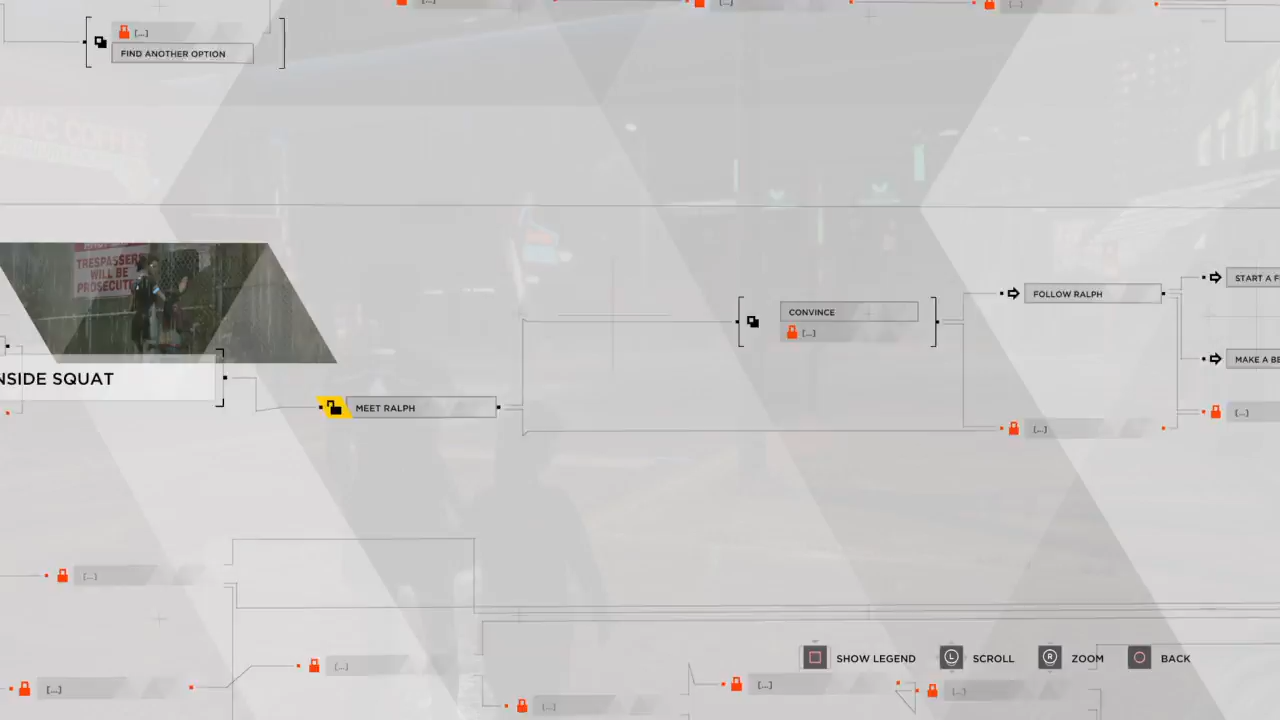 [...]
[...]
[...]
[...]
FIND ANOTHER OPTION
TRESPASSERS
WILL BE
PROSECUTE
START A F
FOLLOW RALPH
CONVINCE
[...]
MAKE A BE
NSIDE SQUAT
MEET RALPH
[...]
[...]
[...]
SHOW LEGEND
L
SCROLL
R
ZOOM
BACK
[...]
[...]
[...]
[...]
[...]